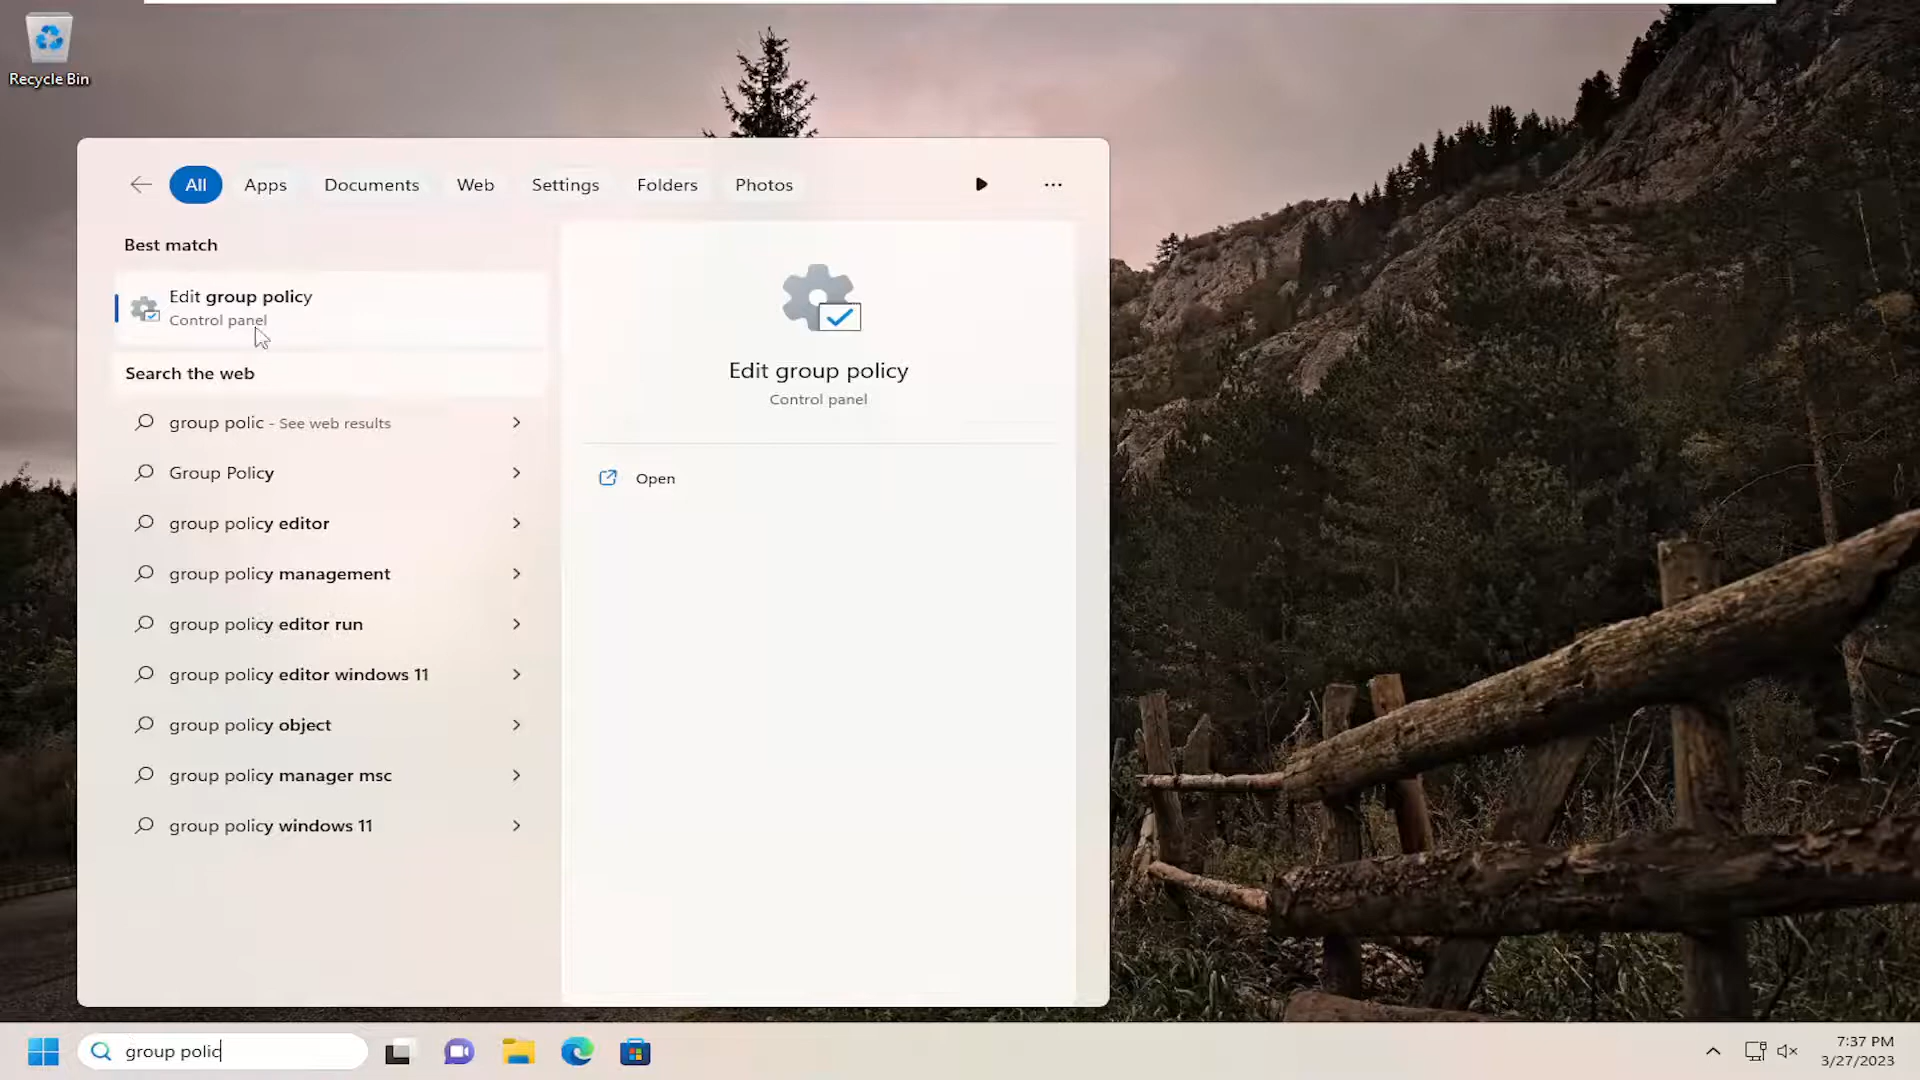 Recycle Bin
All
Apps
Documents
Web
Settings
Folders
Photos
Best match
Edit group policy
Control panel
Search the web
group polic - See web results
Group Policy
group policy editor
group policy management
group policy editor run
group policy editor windows 11
group policy object
group policy manager msc
group policy windows 11
Edit group policy
Control panel
Open
group polic
7:37 PM
3/27/2023